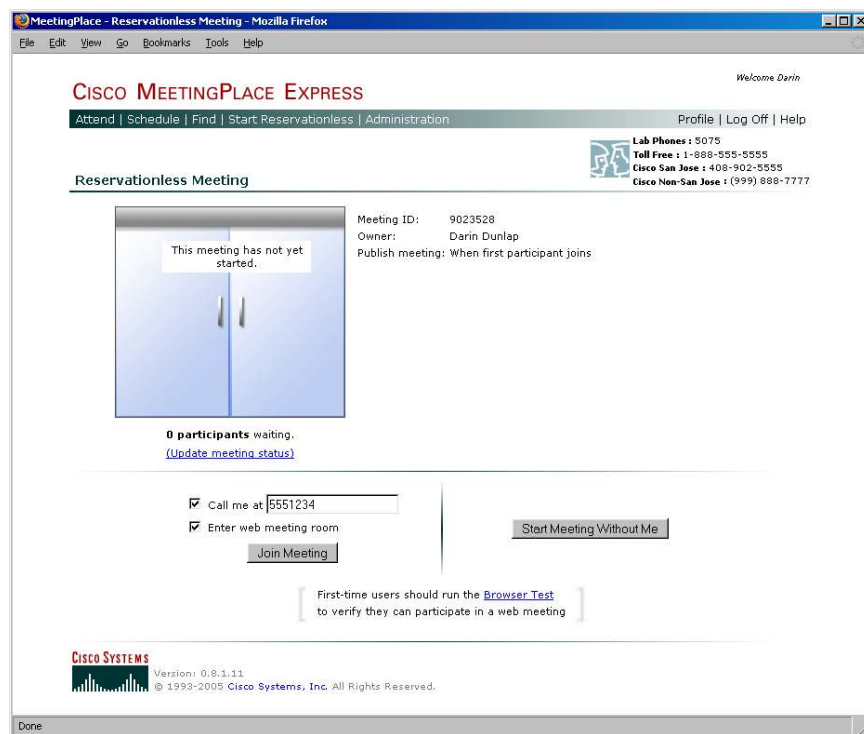 MeetingPlace - Reservationless Meeting - Mozilla Firefox
File Edit View Go Bookmarks Tools Help
Welcome Darin
CISCO MEETINGPLACE EXPRESS
Attend | Schedule | Find | Start Reservationless | Administration
Profile | Log Off | Help
Lab Phones : 5075
Toll Free : 1-888-555-5555
Cisco San Jose : 408-902-5555
Cisco Non-San Jose : (999) 888-7777
Reservationless Meeting
This meeting has not yet
started.
Meeting ID: 9023528
Owner: Darin Dunlap
Publish meeting: When first participant joins
0 participants waiting.
(Update meeting status)
Call me at 5551234
Enter web meeting room
Join Meeting
Start Meeting Without Me
First-time users should run the Browser Test
to verify they can participate in a web meeting
CISCO SYSTEMS
Version: 0.8.1.11
© 1993-2005 Cisco Systems, Inc. All Rights Reserved.
Done